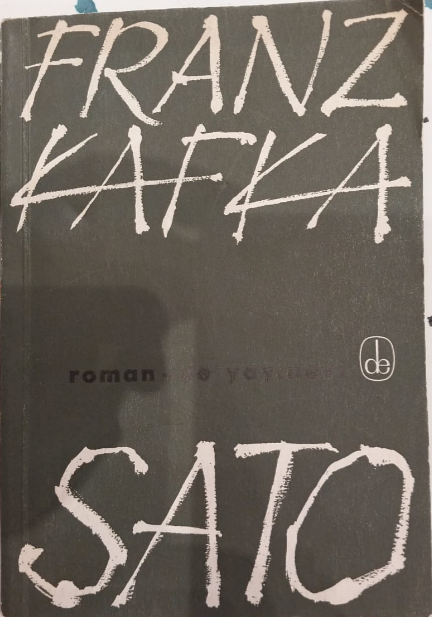 FRANZ
KAFKA
roman
de
SATO